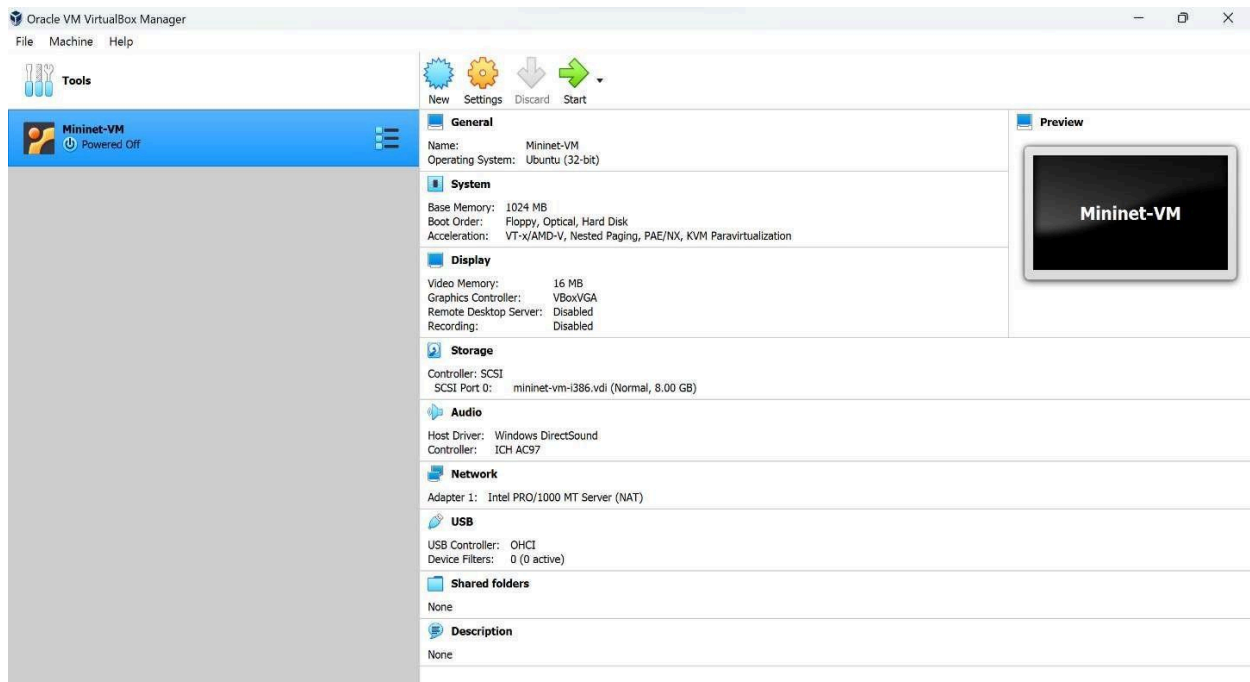 Oracle VM VirtualBox Manager
File Machine Help
Tools
Mininet-VM
Powered Off
New Settings Discard Start
General
Name: Mininet-VM
Operating System: Ubuntu (32-bit)
System
Base Memory: 1024 MB
Boot Order: Floppy, Optical, Hard Disk
Acceleration: VT-x/AMD-V, Nested Paging, PAE/NX, KVM Paravirtualization
Display
Video Memory: 16 MB
Graphics Controller: VBoxVGA
Remote Desktop Server: Disabled
Recording: Disabled
Storage
Controller: SCSI
SCSI Port 0: mininet-vm-i386.vdi (Normal, 8.00 GB)
Audio
Host Driver: Windows DirectSound
Controller: ICH AC97
Network
Adapter 1: Intel PRO/1000 MT Server (NAT)
USB
USB Controller: OHCI
Device Filters: 0 (0 active)
Shared folders
None
Description
None
Preview
Mininet-VM